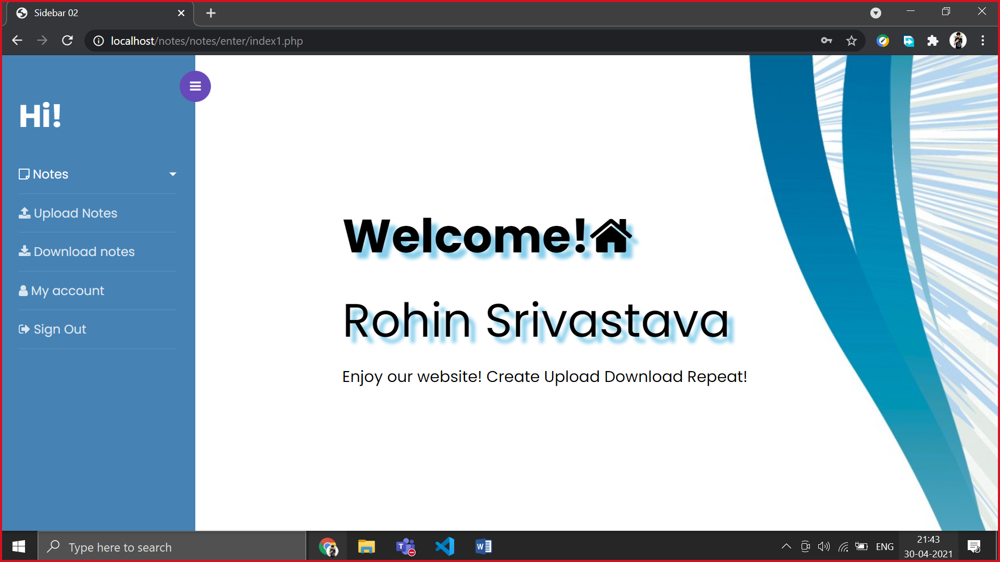 Sidebar 02
localhost/notes/notes/enter/index1.php
Hi!
Notes
Upload Notes
Download notes
My account
Sign Out
Welcome!
Rohin Srivastava
Enjoy our website! Create Upload Download Repeat!
Type here to search
T
W
ENG
21:43
30-04-2021